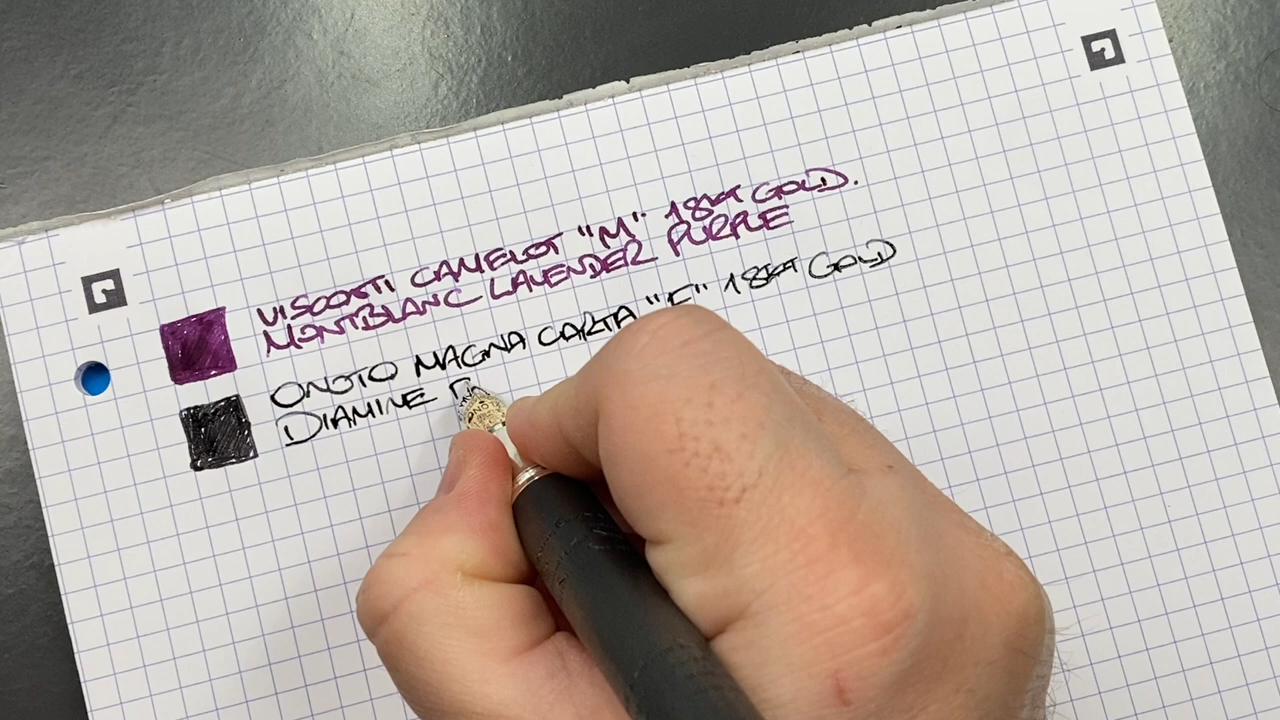 VISCONTI CAMELOT "M" 18KT GOLD.
MONTBLANC LAVENDER PURPLE
ONOTO MAGNA CARTA "F" 18KT GOLD
DIAMINE